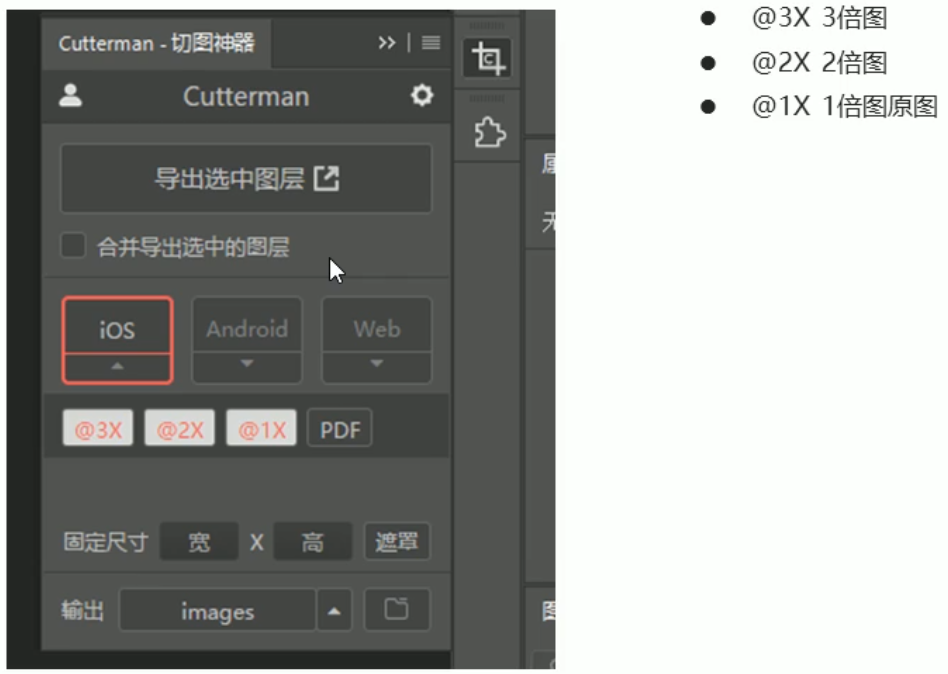 Cutterman - 切图神器
Cutterman
导出选中图层
合并导出选中的图层
iOS Android Web
@3X @2X @1X PDF
固定尺寸 宽 X 高 遮罩
输出 images
@3X 3倍图
@2X 2倍图
@1X 1倍图原图